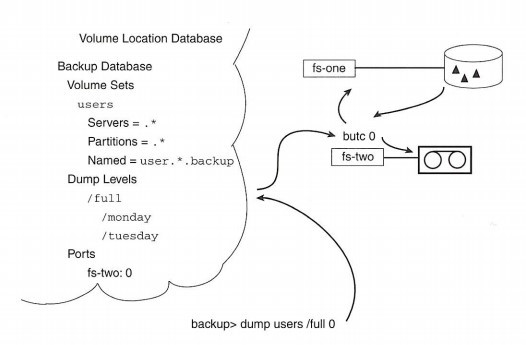 Volume Location Database
Backup Database
Volume Sets
users
Servers = .*
Partitions = .*
Named = user.*.backup
Dump Levels
/full
/monday
/tuesday
Ports
fs-two: 0
fs-one
butc 0
fs-two
backup> dump users /full 0